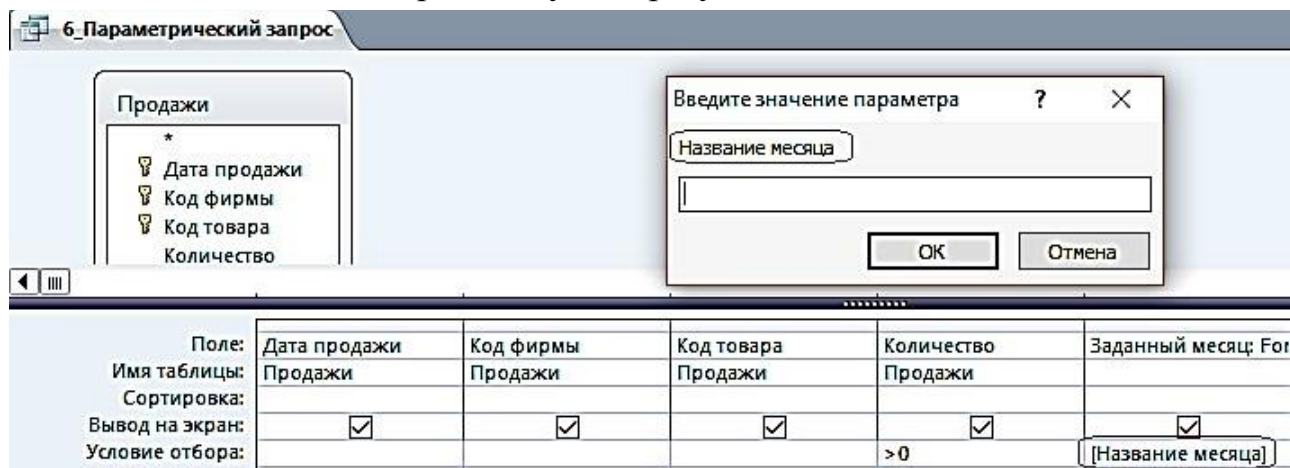 6_Параметрический запрос
Продажи
*
Дата продажи
Код фирмы
Код товара
Количество
Введите значение параметра ? ×
Название месяца
ОК Отмена
Поле: Дата продажи Код фирмы Код товара Количество Заданный месяц: For
Имя таблицы: Продажи Продажи Продажи Продажи
Сортировка:
Вывод на экран:
Условие отбора: >0 [Название месяца]